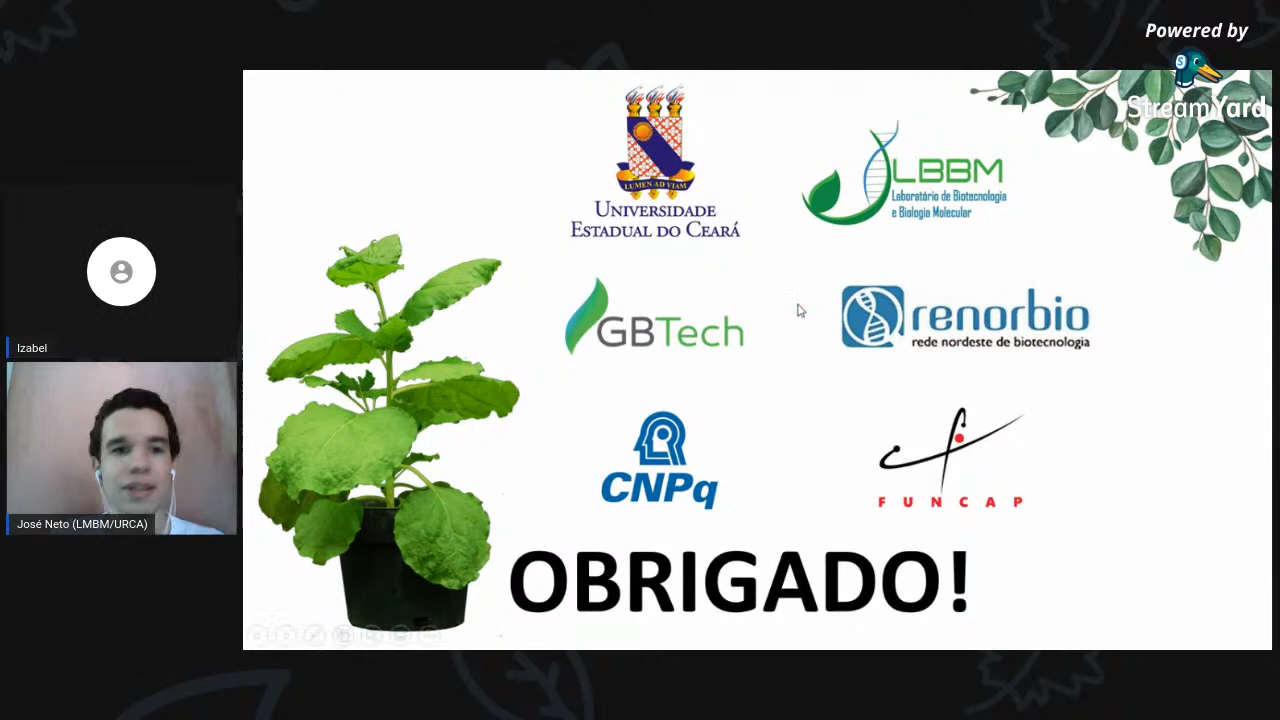 Powered by
StreamYard
LUMEN AD VIAM
UNIVERSIDADE
ESTADUAL DO CEARÁ
LBBM
Laboratório de Biotecnologia
e Biologia Molecular
GBTech
renorbio
rede nordeste de biotecnologia
CNPq
FUNCAP
OBRIGADO!
Izabel
José Neto (LMBM/URCA)